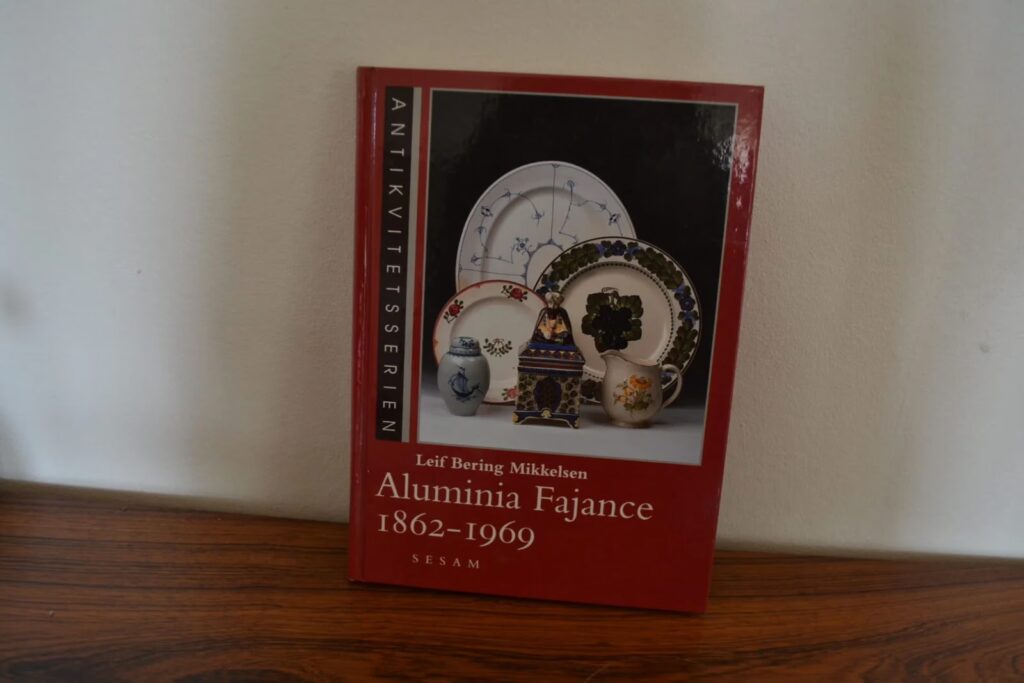 ANTIKVITETSSERIEN
Leif Bering Mikkelsen
Aluminia Fajance
1862–1969
SESAM